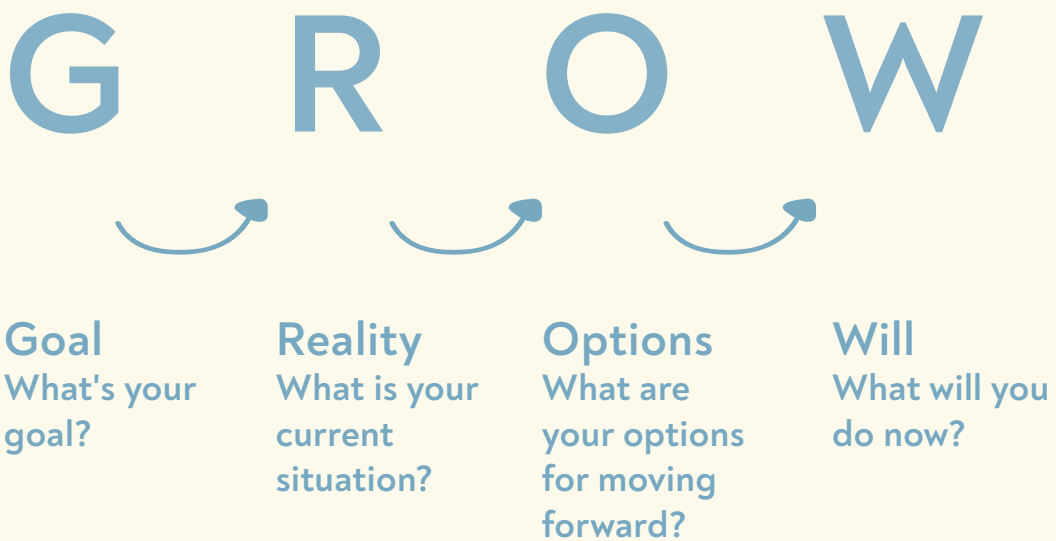 G R O W
Goal
What's your
goal?
Reality
What is your
current
situation?
Options
What are
your options
for moving
forward?
Will
What will you
do now?